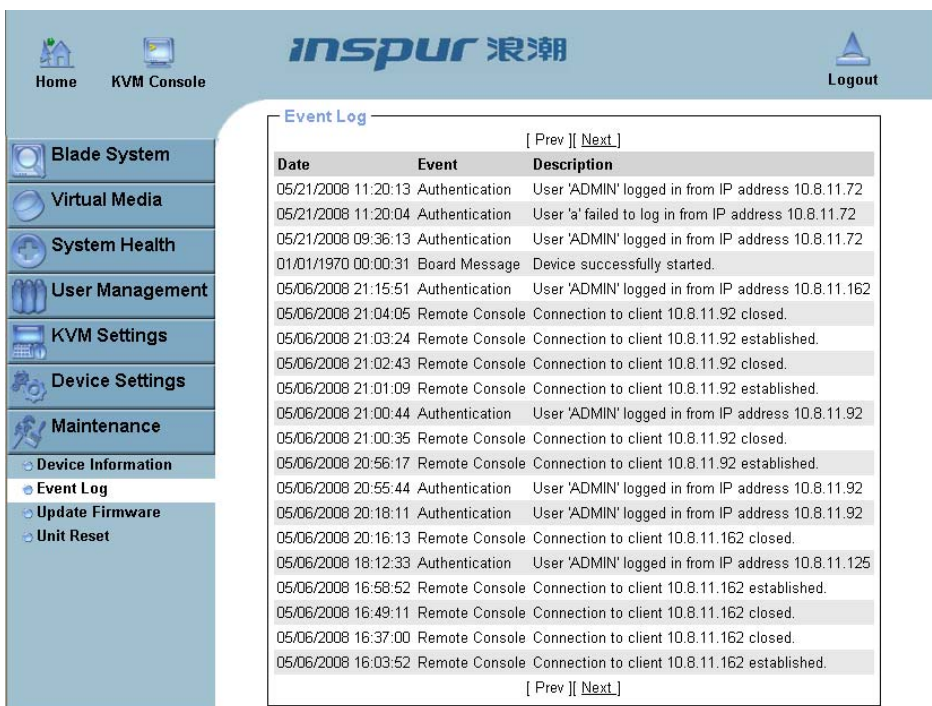 Home
KVM Console
inspur 浪潮
Logout
Blade System
Virtual Media
System Health
User Management
KVM Settings
Device Settings
Maintenance
Device Information
Event Log
Update Firmware
Unit Reset
Event Log
[ Prev ][ Next ]
Date Event Description
05/21/2008 11:20:13 Authentication User 'ADMIN' logged in from IP address 10.8.11.72
05/21/2008 11:20:04 Authentication User 'a' failed to log in from IP address 10.8.11.72
05/21/2008 09:36:13 Authentication User 'ADMIN' logged in from IP address 10.8.11.72
01/01/1970 00:00:31 Board Message Device successfully started.
05/06/2008 21:15:51 Authentication User 'ADMIN' logged in from IP address 10.8.11.162
05/06/2008 21:04:05 Remote Console Connection to client 10.8.11.92 closed.
05/06/2008 21:03:24 Remote Console Connection to client 10.8.11.92 established.
05/06/2008 21:02:43 Remote Console Connection to client 10.8.11.92 closed.
05/06/2008 21:01:09 Remote Console Connection to client 10.8.11.92 established.
05/06/2008 21:00:44 Authentication User 'ADMIN' logged in from IP address 10.8.11.92
05/06/2008 21:00:35 Remote Console Connection to client 10.8.11.92 closed.
05/06/2008 20:56:17 Remote Console Connection to client 10.8.11.92 established.
05/06/2008 20:55:44 Authentication User 'ADMIN' logged in from IP address 10.8.11.92
05/06/2008 20:18:11 Authentication User 'ADMIN' logged in from IP address 10.8.11.92
05/06/2008 20:16:13 Remote Console Connection to client 10.8.11.162 closed.
05/06/2008 18:12:33 Authentication User 'ADMIN' logged in from IP address 10.8.11.125
05/06/2008 16:58:52 Remote Console Connection to client 10.8.11.162 established.
05/06/2008 16:49:11 Remote Console Connection to client 10.8.11.162 closed.
05/06/2008 16:37:00 Remote Console Connection to client 10.8.11.162 closed.
05/06/2008 16:03:52 Remote Console Connection to client 10.8.11.162 established.
[ Prev ][ Next ]